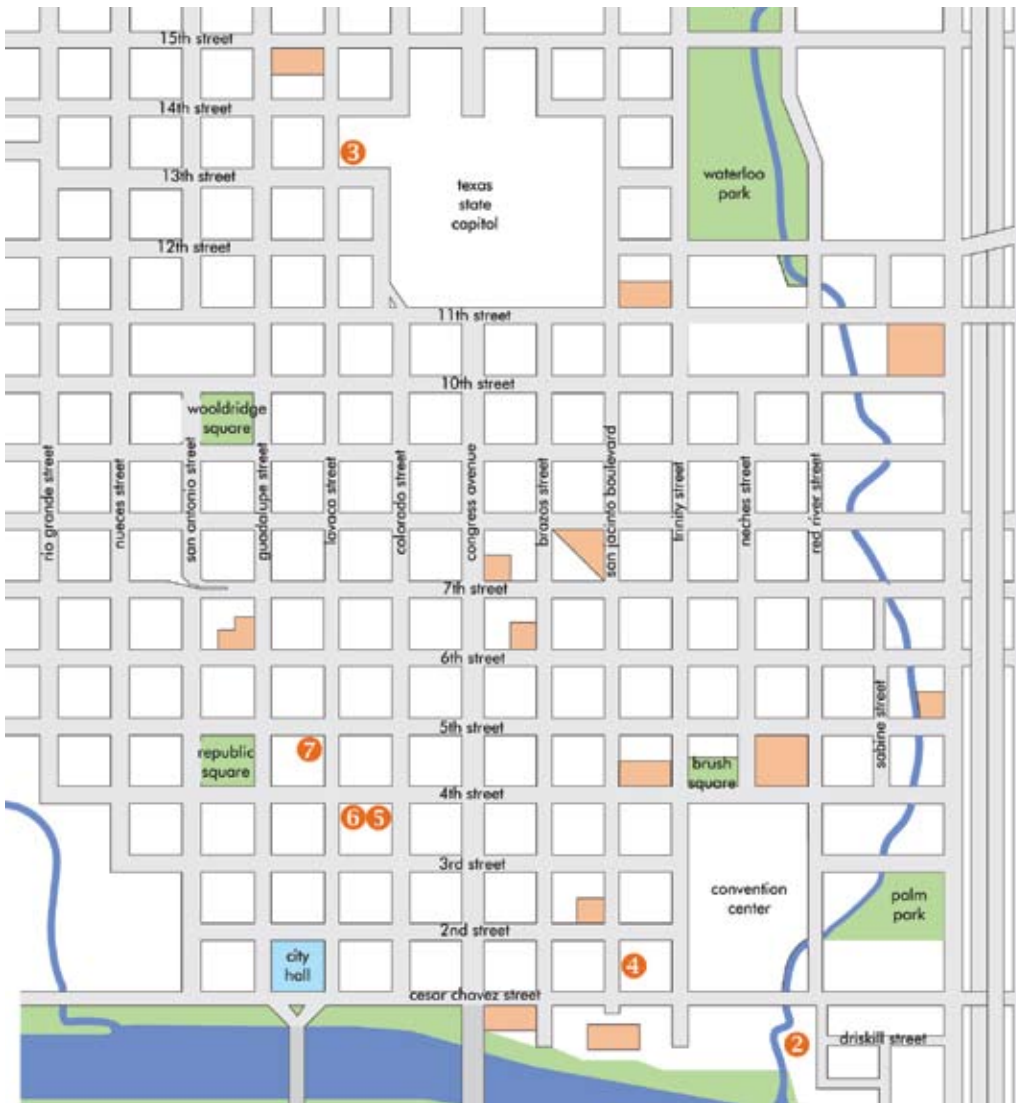 15th street
14th street
3
13th street
waterloo
park
texas
state
capitol
12th street
11th street
10th street
wooldridge
square
rio grande street
nueces street
san antonio street
guadalupe street
lavaca street
colorado street
congress avenue
brazos street
san jacinto boulevard
trinity street
neches street
red river street
7th street
6th street
sabine street
5th street
republic
square
7
brush
square
4th street
6 5
3rd street
convention
center
palm
park
2nd street
city
hall
4
cesar chavez street
2
driskill street